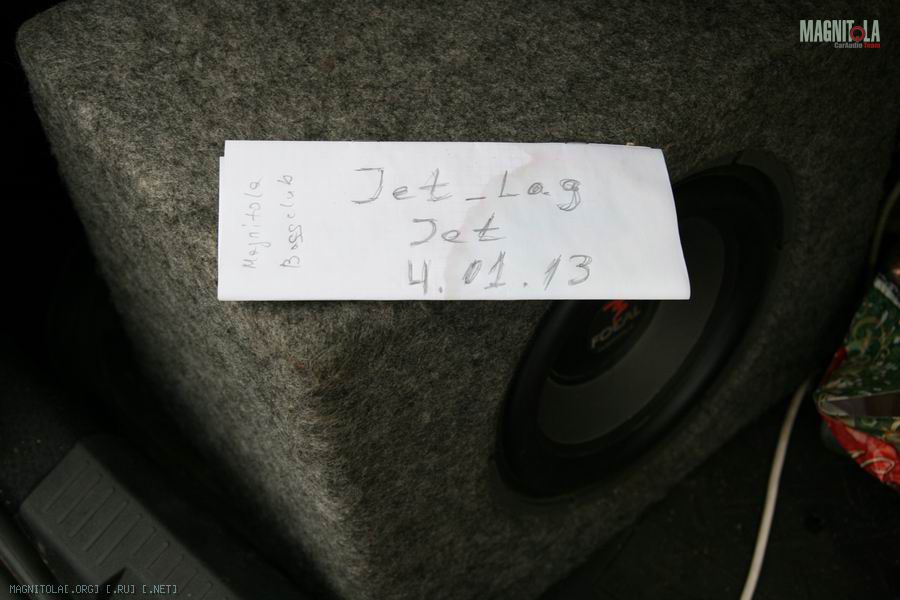 MAGNITOLA
CarAudio Team
Magnitola
Bassclub
Jet_Lag
Jet
4.01.13
FOCAL
MAGNITOLA[.ORG] [.RU] [.NET]